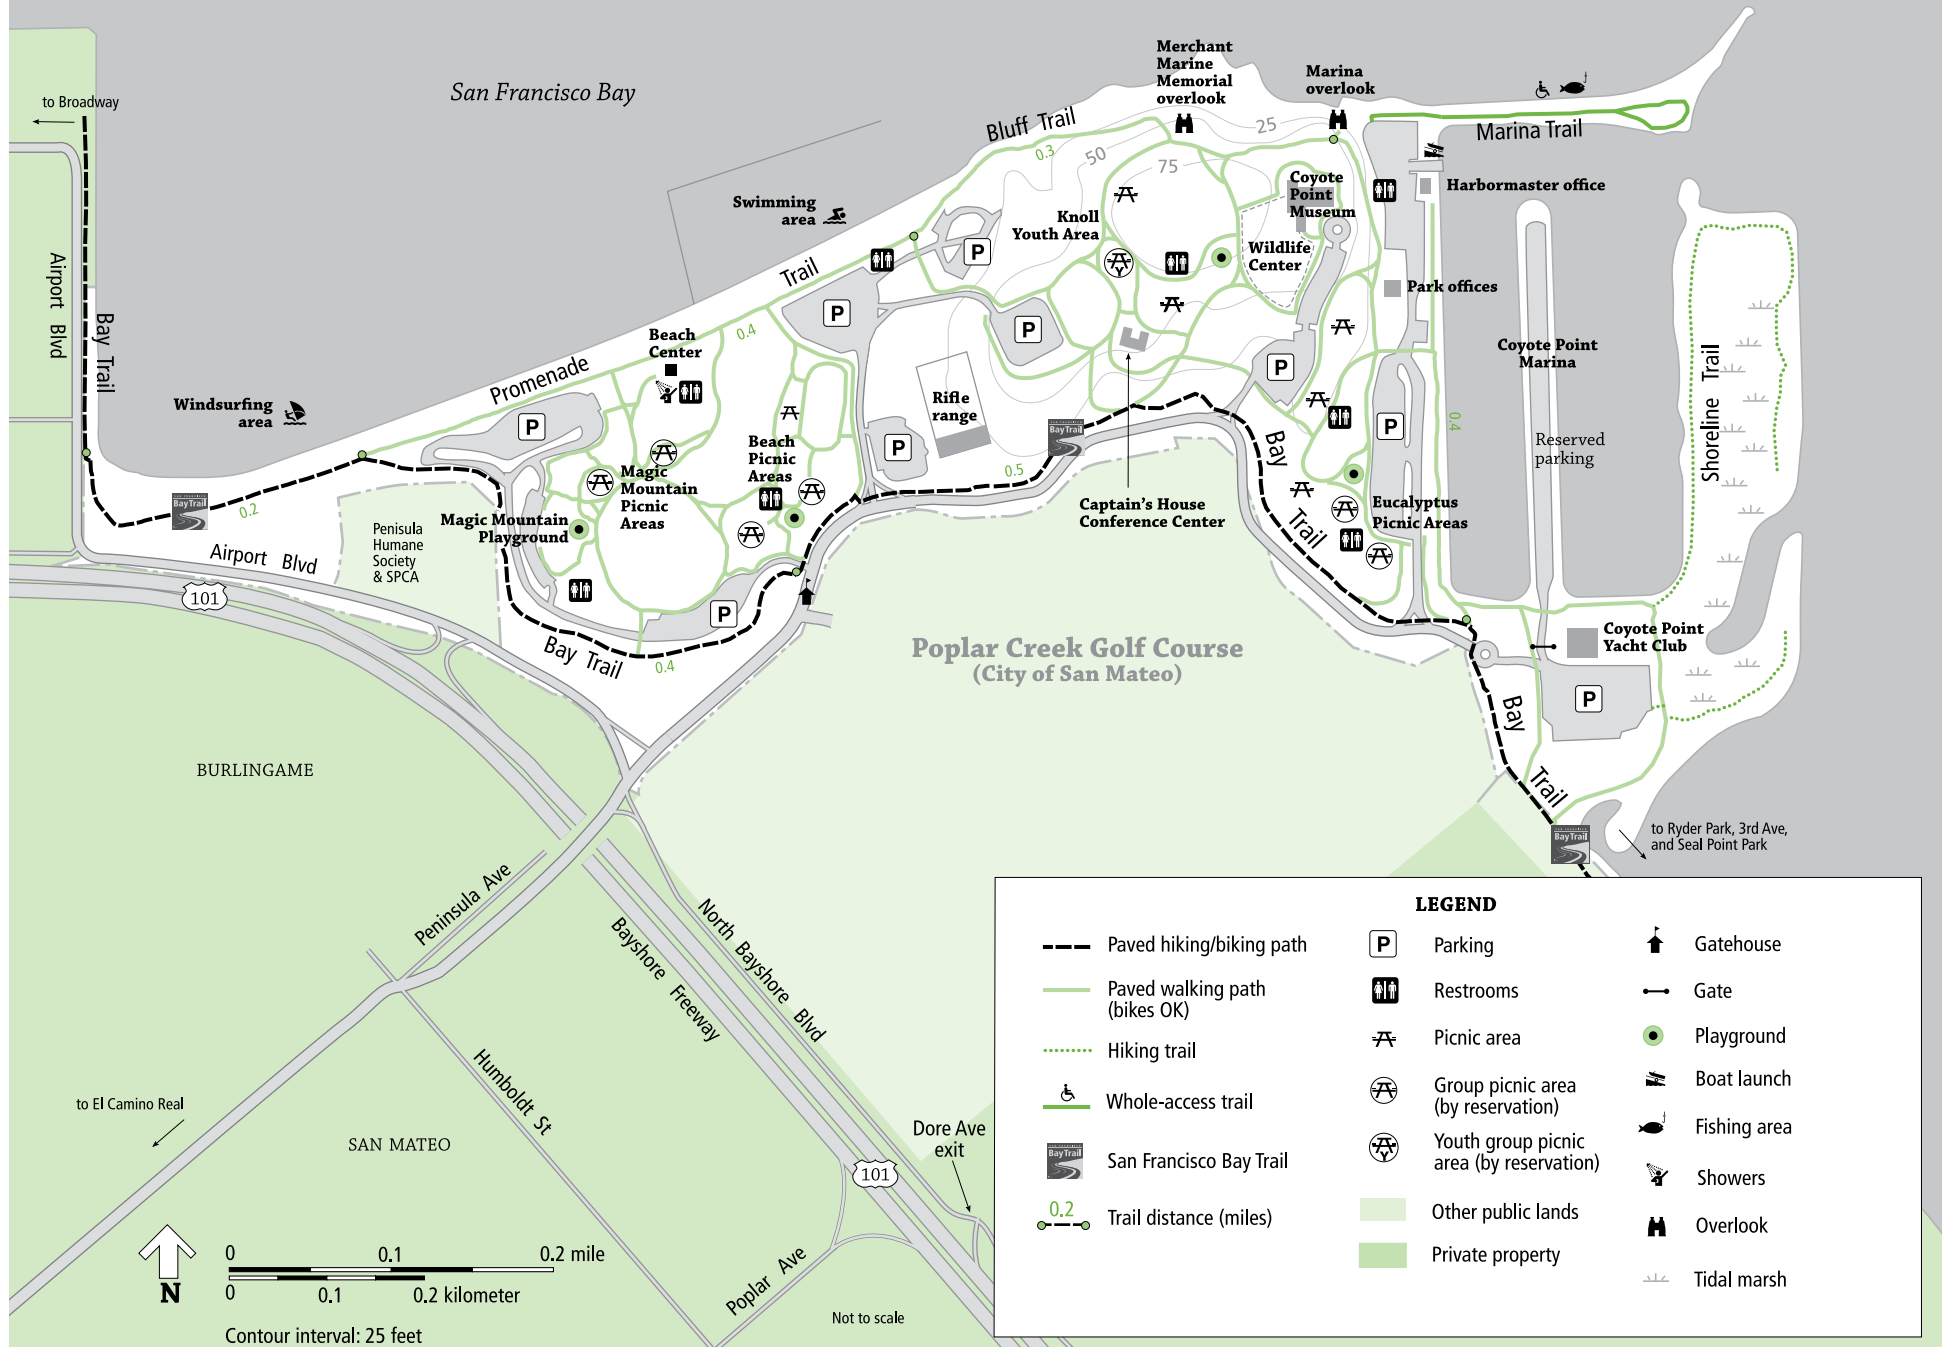 to Broadway
San Francisco Bay
Merchant
Marine
Memorial
overlook
Marina
overlook
Bluff Trail
0.3
25
50
75
Marina Trail
Harbormaster office
Coyote
Point
Museum
Swimming
area
Knoll
Youth Area
Wildlife
Center
Park offices
Airport Blvd
Bay Trail
Trail
Promenade
0.4
Beach
Center
P
P
P
P
P
P
P
P
P
Windsurfing
area
Rifle
range
Coyote Point
Marina
Shoreline Trail
Reserved
parking
0.4
BayTrail
0.2
Beach
Picnic
Areas
Magic
Mountain
Picnic
Areas
Magic Mountain
Playground
Penisula
Humane
Society
& SPCA
Airport Blvd
101
BayTrail
0.5
Captain's House
Conference Center
Bay
Trail
Eucalyptus
Picnic Areas
Bay Trail
0.4
Poplar Creek Golf Course
(City of San Mateo)
Coyote Point
Yacht Club
Bay
Trail
BayTrail
to Ryder Park, 3rd Ave,
and Seal Point Park
BURLINGAME
Peninsula Ave
North Bayshore Blvd
Bayshore Freeway
Humboldt St
to El Camino Real
SAN MATEO
Dore Ave
exit
101
Poplar Ave
Not to scale
N
0
0.1
0.2 mile
0
0.1
0.2 kilometer
Contour interval: 25 feet
LEGEND
Paved hiking/biking path
Paved walking path
(bikes OK)
Hiking trail
Whole-access trail
BayTrail
San Francisco Bay Trail
0.2
Trail distance (miles)
P
Parking
Restrooms
Picnic area
Group picnic area
(by reservation)
Y
Youth group picnic
area (by reservation)
Other public lands
Private property
Gatehouse
Gate
Playground
Boat launch
Fishing area
Showers
Overlook
Tidal marsh